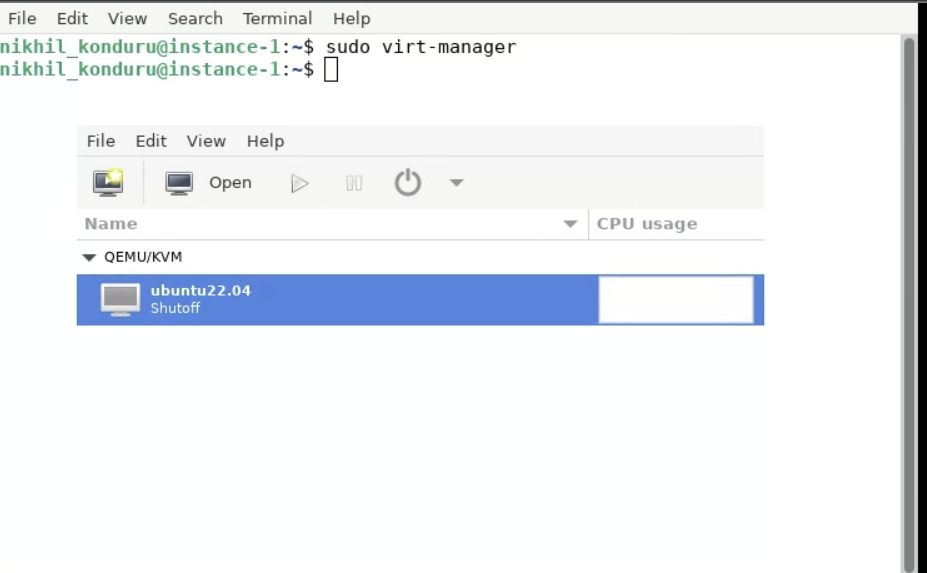 File Edit View Search Terminal Help
nikhil_konduru@instance-1:~$ sudo virt-manager
nikhil_konduru@instance-1:~$
File Edit View Help
Open
Name CPU usage
QEMU/KVM
ubuntu22.04
Shutoff